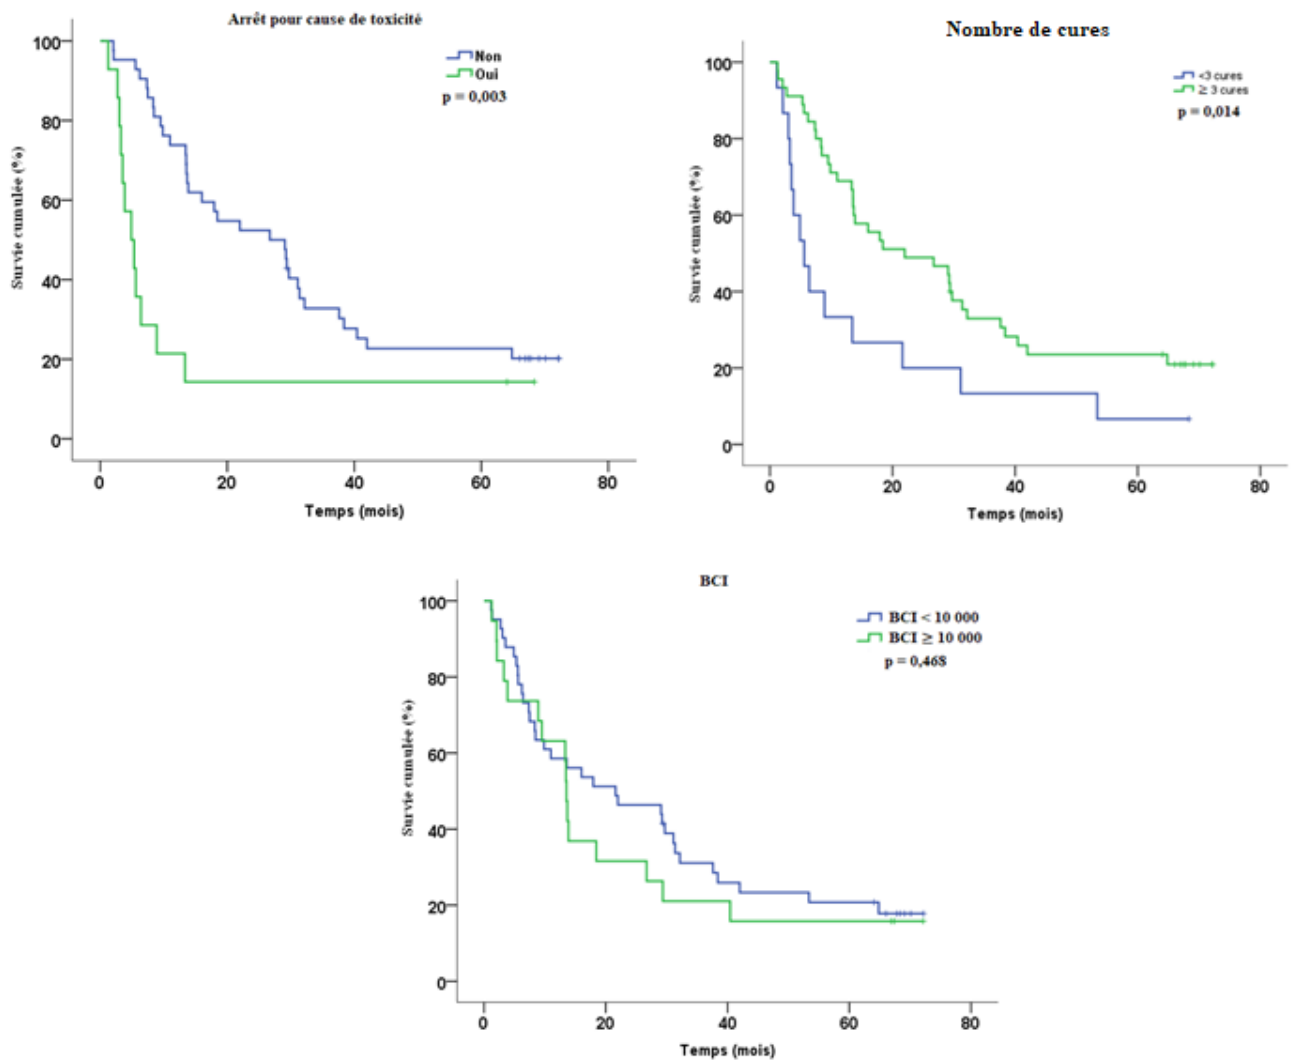 Arrêt pour cause de toxicité
Non
Oui
p = 0,003
Survie cumulée (%)
100
80
60
40
20
0
0 20 40 60 80
Temps (mois)
Nombre de cures
<3 cures
≥ 3 cures
p = 0,014
Survie cumulée (%)
100
80
60
40
20
0
0 20 40 60 80
Temps (mois)
BCI
BCI < 10 000
BCI ≥ 10 000
p = 0,468
Survie cumulée (%)
100
80
60
40
20
0
0 20 40 60 80
Temps (mois)